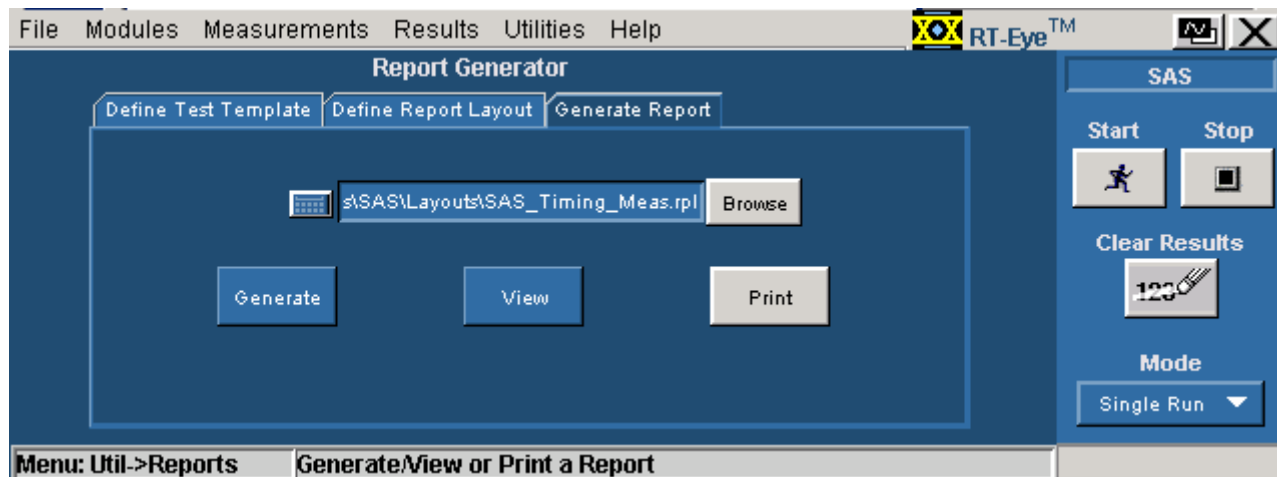 File Modules Measurements Results Utilities Help RT-Eye™
Report Generator
Define Test Template Define Report Layout Generate Report
s\SAS\Layouts\SAS_Timing_Meas.rpl Browse
Generate View Print
SAS
Start Stop
Clear Results
123
Mode
Single Run
Menu: Util->Reports Generate/View or Print a Report